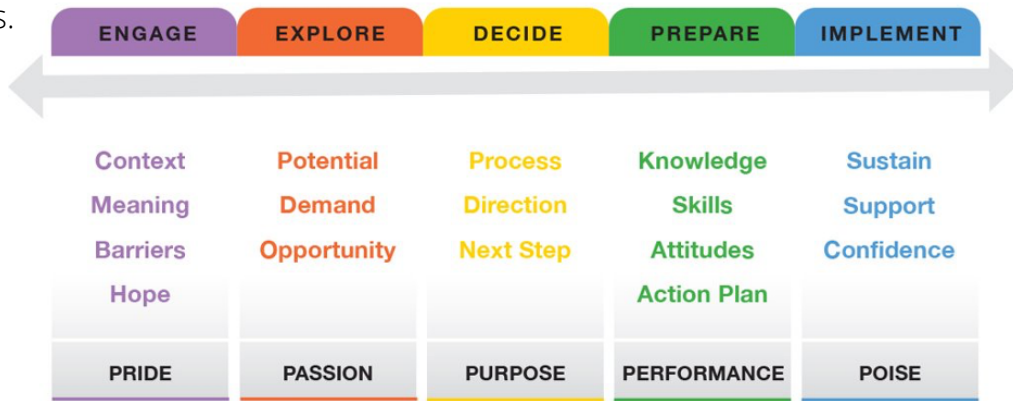 s.
ENGAGE EXPLORE DECIDE PREPARE IMPLEMENT
Context Potential Process Knowledge Sustain
Meaning Demand Direction Skills Support
Barriers Opportunity Next Step Attitudes Confidence
Hope Action Plan
PRIDE PASSION PURPOSE PERFORMANCE POISE